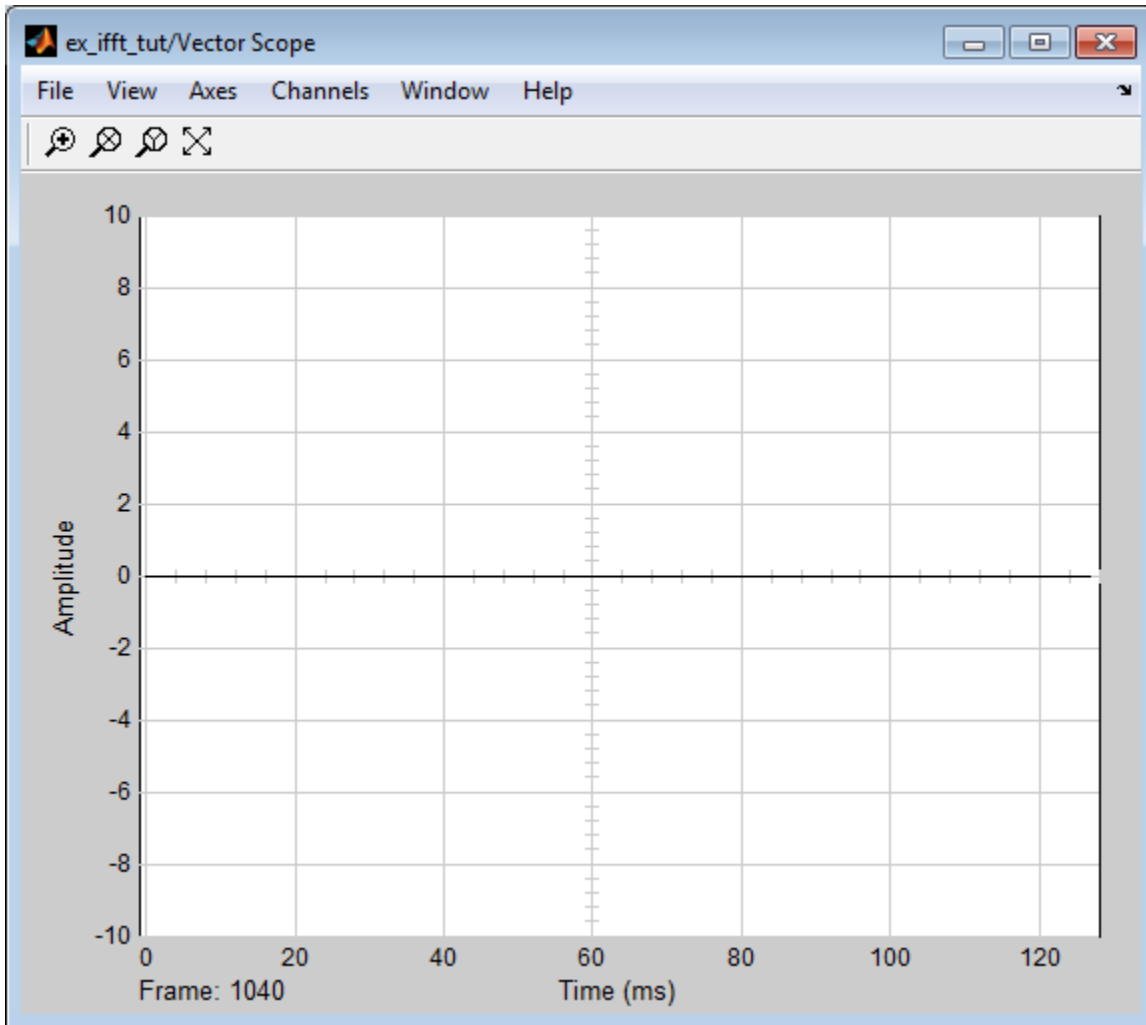 ex_ifft_tut/Vector Scope
File View Axes Channels Window Help
10
8
6
4
2
0
-2
-4
-6
-8
-10
Amplitude
0 20 40 60 80 100 120
Frame: 1040 Time (ms)